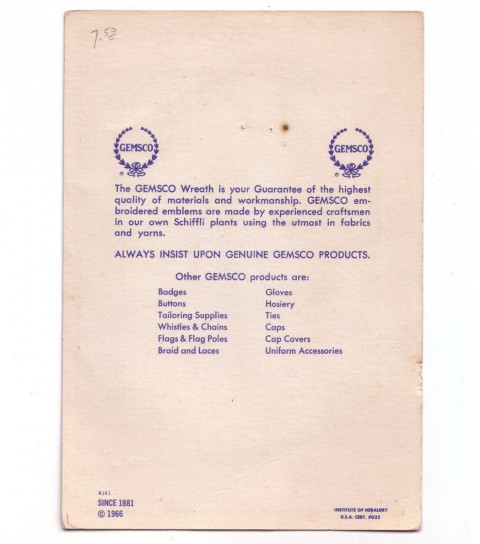 7.50
GEMSCO GEMSCO
® ®
The GEMSCO Wreath is your Guarantee of the highest
quality of materials and workmanship. GEMSCO em-
broidered emblems are made by experienced craftsmen
in our own Schiffli plants using the utmost in fabrics
and yarns.
ALWAYS INSIST UPON GENUINE GEMSCO PRODUCTS.
Other GEMSCO products are:
Badges
Buttons
Tailoring Supplies
Whistles & Chains
Flags & Flag Poles
Braid and Laces
Gloves
Hosiery
Ties
Caps
Cap Covers
Uniform Accessories
#JA1
SINCE 1881
© 1966
INSTITUTE OF HERALDRY
U.S.A. CERT. P023